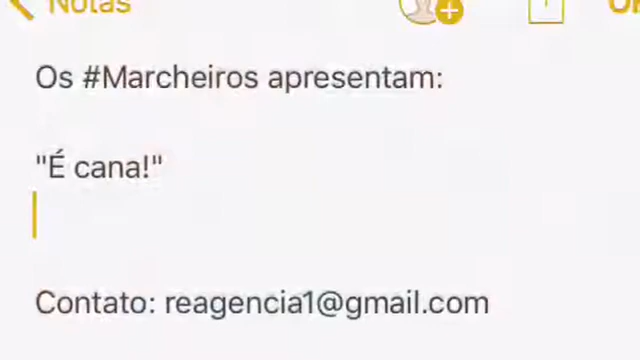 Notas
Os #Marcheiros apresentam:
"É cana!"
Contato: reagencia1@gmail.com